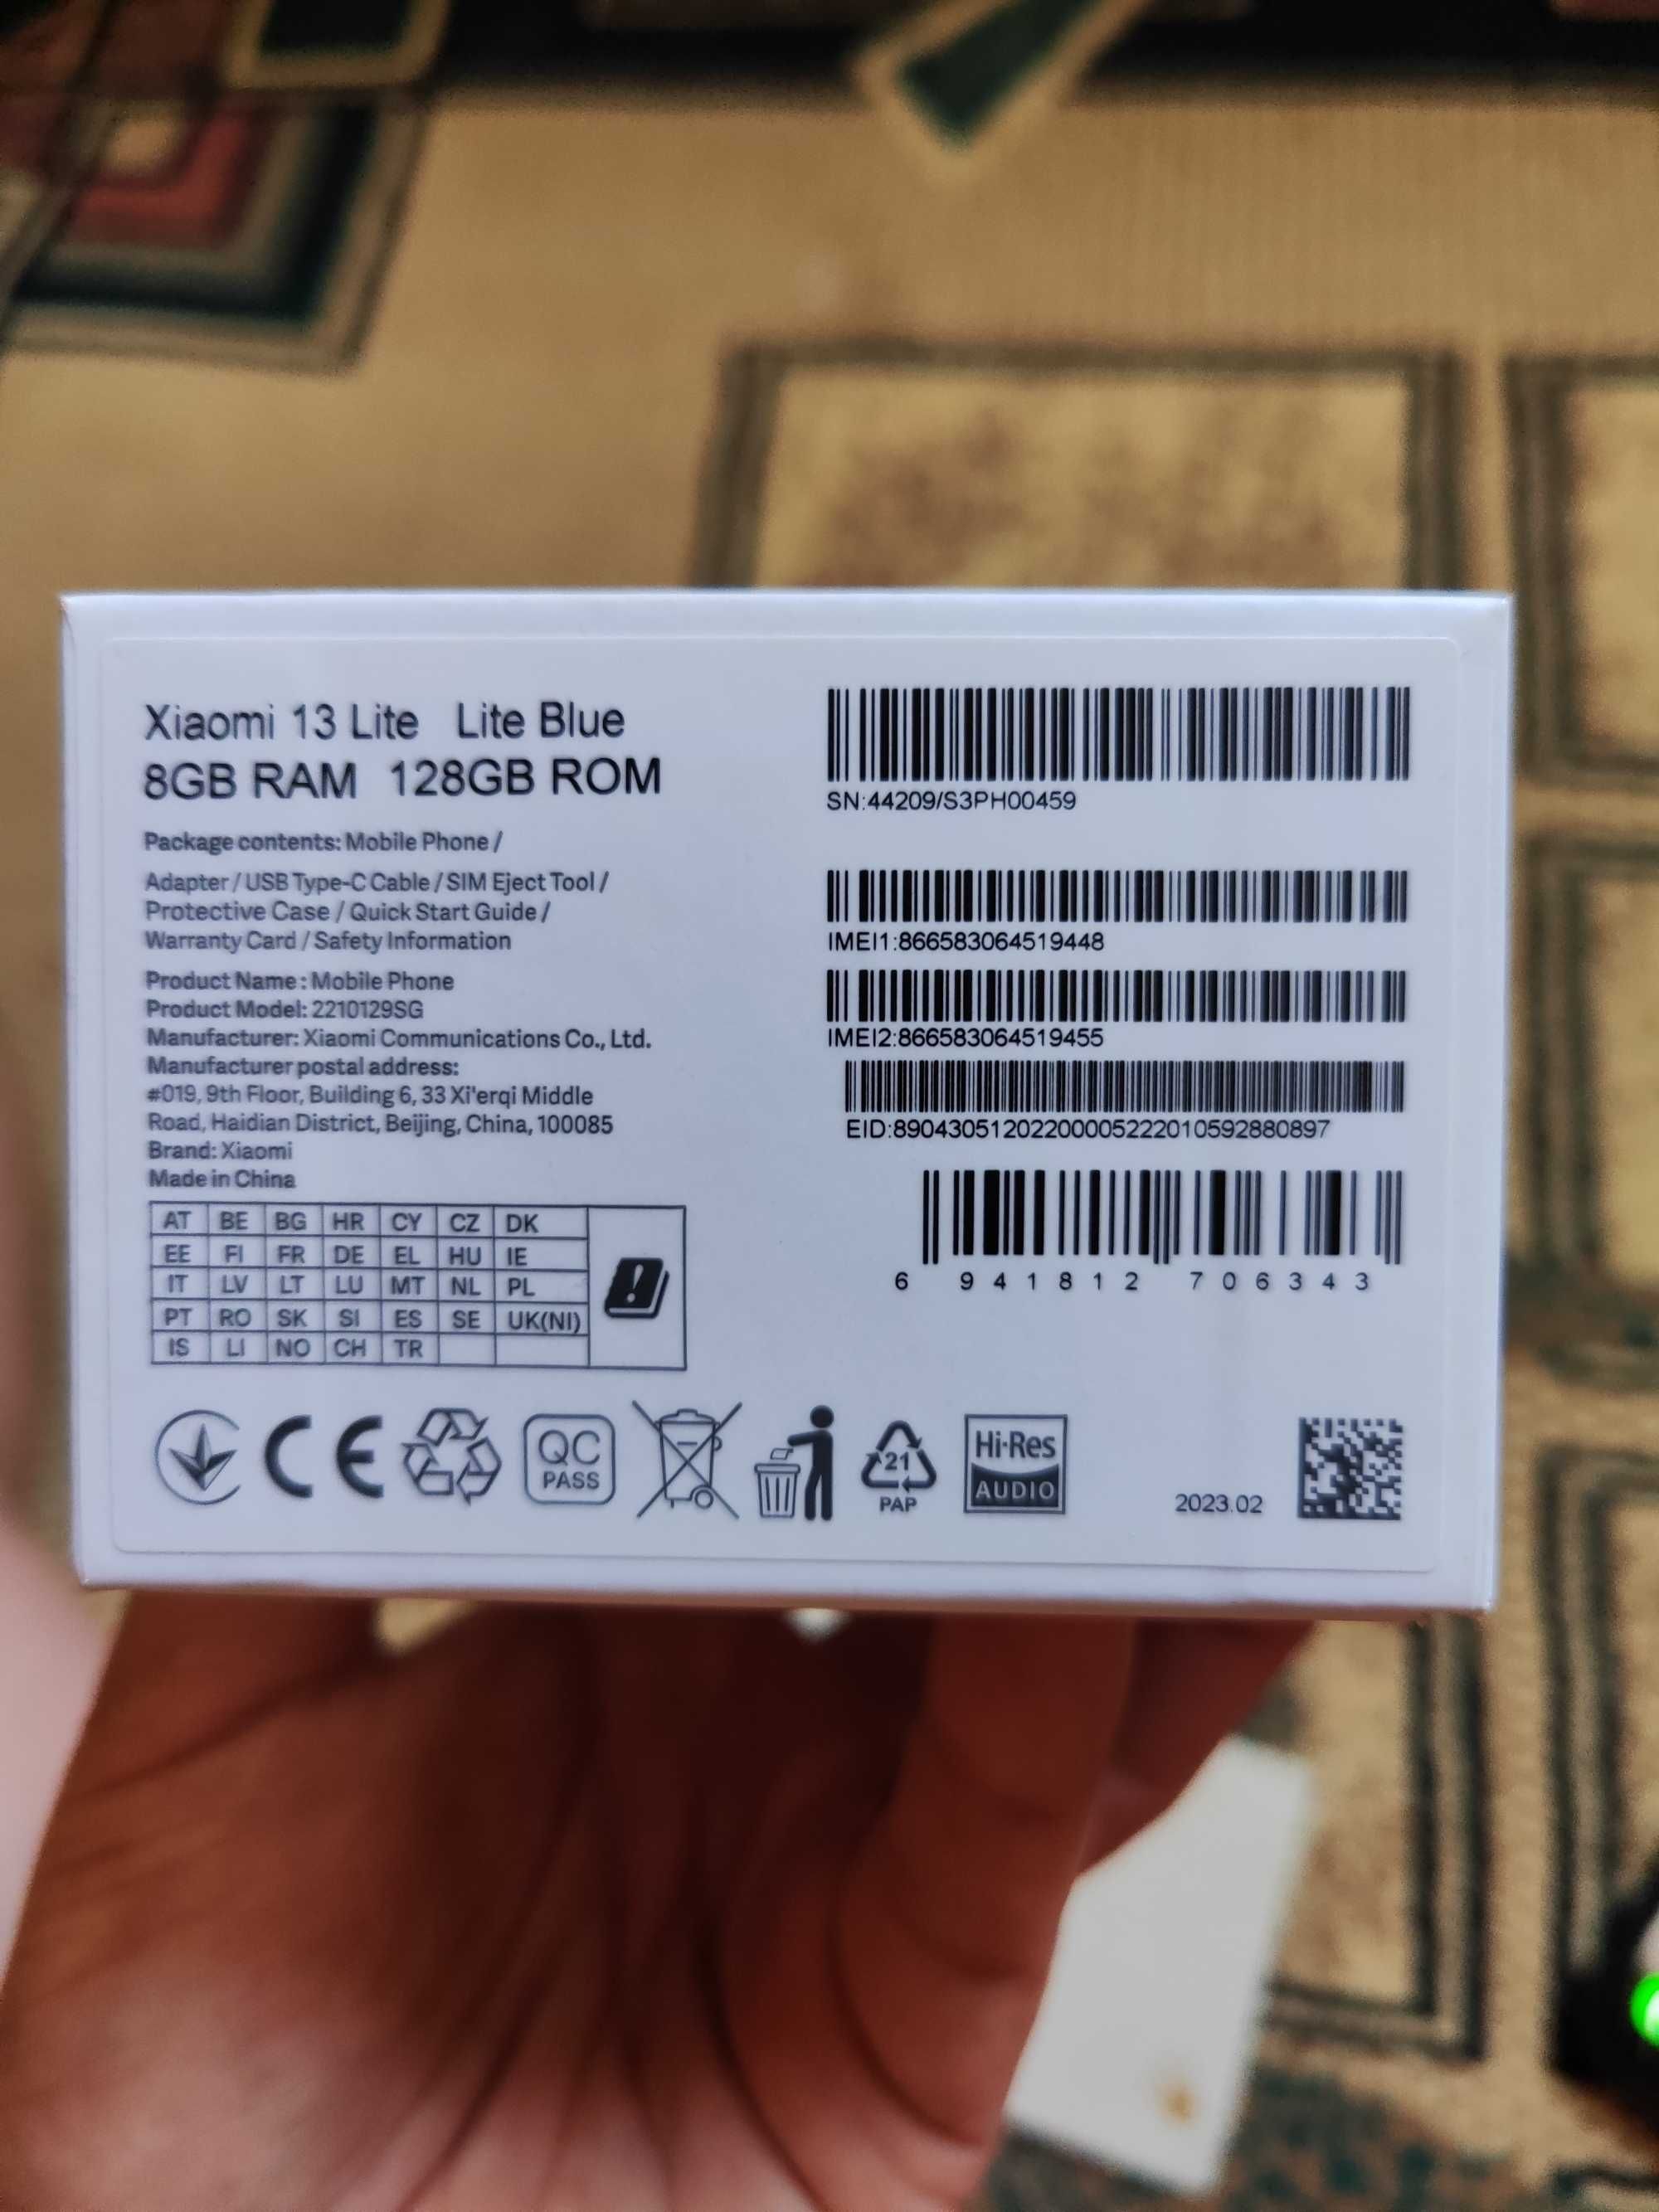 Xiaomi 13 Lite Lite Blue
8GB RAM 128GB ROM
Package contents: Mobile Phone /
Adapter / USB Type-C Cable / SIM Eject Tool /
Protective Case / Quick Start Guide /
Warranty Card / Safety Information
Product Name : Mobile Phone
Product Model: 2210129SG
Manufacturer: Xiaomi Communications Co., Ltd.
Manufacturer postal address:
#019, 9th Floor, Building 6, 33 Xi'erqi Middle
Road, Haidian District, Beijing, China, 100085
Brand: Xiaomi
Made in China
AT BE BG HR CY CZ DK
EE FI FR DE EL HU IE
IT LV LT LU MT NL PL
PT RO SK SI ES SE UK(NI)
IS LI NO CH TR
!
SN:44209/S3PH00459
IMEI1:866583064519448
IMEI2:866583064519455
EID:89043051202200005222010592880897
6 941812 706343
CE
QC
PASS
21
PAP
Hi-Res
AUDIO
2023.02